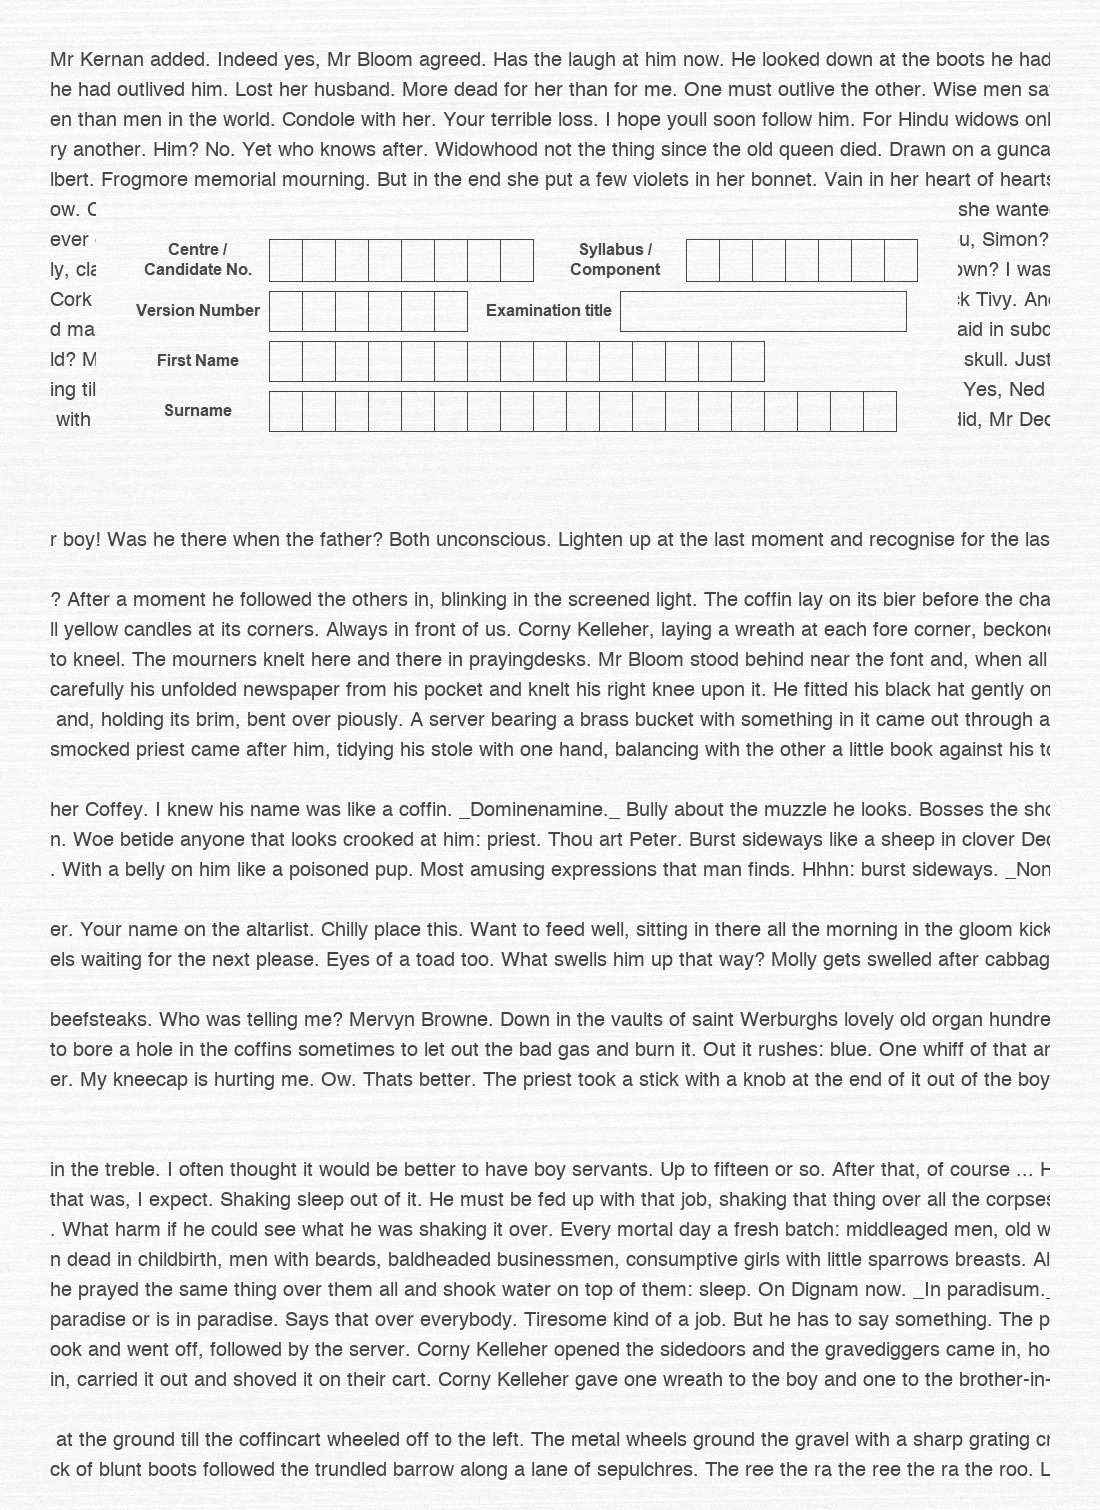 Mr Kernan added. Indeed yes, Mr Bloom agreed. Has the laugh at him now. He looked down at the boots he had
he had outlived him. Lost her husband. More dead for her than for me. One must outlive the other. Wise men sa
en than men in the world. Condole with her. Your terrible loss. I hope youll soon follow him. For Hindu widows onl
ry another. Him? No. Yet who knows after. Widowhood not the thing since the old queen died. Drawn on a gunca
lbert. Frogmore memorial mourning. But in the end she put a few violets in her bonnet. Vain in her heart of hearts
ow. she wante
ever u, Simon?
Centre /
Candidate No.
Syllabus /
Component
ly, cla own? I was
Cork k Tivy. And
Version Number Examination title
d ma aid in subd
ld? M skull. Just
First Name
ing til Yes, Ned
Surname
with did, Mr Ded
r boy! Was he there when the father? Both unconscious. Lighten up at the last moment and recognise for the las
? After a moment he followed the others in, blinking in the screened light. The coffin lay on its bier before the cha
ll yellow candles at its corners. Always in front of us. Corny Kelleher, laying a wreath at each fore corner, beckone
to kneel. The mourners knelt here and there in prayingdesks. Mr Bloom stood behind near the font and, when all
carefully his unfolded newspaper from his pocket and knelt his right knee upon it. He fitted his black hat gently on
and, holding its brim, bent over piously. A server bearing a brass bucket with something in it came out through a
smocked priest came after him, tidying his stole with one hand, balancing with the other a little book against his to
her Coffey. I knew his name was like a coffin. _Dominenamine._ Bully about the muzzle he looks. Bosses the sho
n. Woe betide anyone that looks crooked at him: priest. Thou art Peter. Burst sideways like a sheep in clover Ded
. With a belly on him like a poisoned pup. Most amusing expressions that man finds. Hhhn: burst sideways. _Non
er. Your name on the altarlist. Chilly place this. Want to feed well, sitting in there all the morning in the gloom kick
els waiting for the next please. Eyes of a toad too. What swells him up that way? Molly gets swelled after cabbag
beefsteaks. Who was telling me? Mervyn Browne. Down in the vaults of saint Werburghs lovely old organ hundre
to bore a hole in the coffins sometimes to let out the bad gas and burn it. Out it rushes: blue. One whiff of that ar
er. My kneecap is hurting me. Ow. Thats better. The priest took a stick with a knob at the end of it out of the boy
in the treble. I often thought it would be better to have boy servants. Up to fifteen or so. After that, of course ... H
that was, I expect. Shaking sleep out of it. He must be fed up with that job, shaking that thing over all the corpses
. What harm if he could see what he was shaking it over. Every mortal day a fresh batch: middleaged men, old w
n dead in childbirth, men with beards, baldheaded businessmen, consumptive girls with little sparrows breasts. Al
he prayed the same thing over them all and shook water on top of them: sleep. On Dignam now. _In paradisum._
paradise or is in paradise. Says that over everybody. Tiresome kind of a job. But he has to say something. The p
ook and went off, followed by the server. Corny Kelleher opened the sidedoors and the gravediggers came in, ho
in, carried it out and shoved it on their cart. Corny Kelleher gave one wreath to the boy and one to the brother-in-
at the ground till the coffincart wheeled off to the left. The metal wheels ground the gravel with a sharp grating cr
ck of blunt boots followed the trundled barrow along a lane of sepulchres. The ree the ra the ree the ra the roo. L